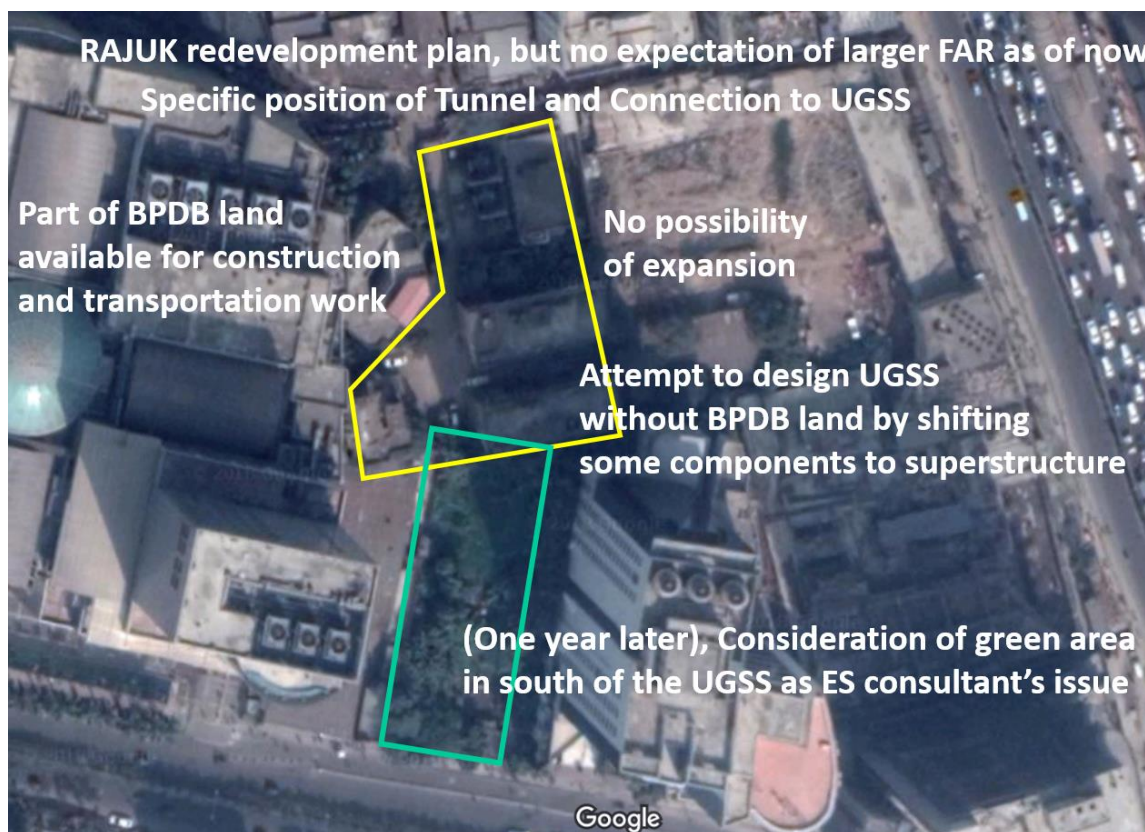 RAJUK redevelopment plan, but no expectation of larger FAR as of now
Specific position of Tunnel and Connection to UGSS
Part of BPDB land
available for construction
and transportation work
No possibility
of expansion
Attempt to design UGSS
without BPDB land by shifting
some components to superstructure
(One year later), Consideration of green area
in south of the UGSS as ES consultant’s issue
Google